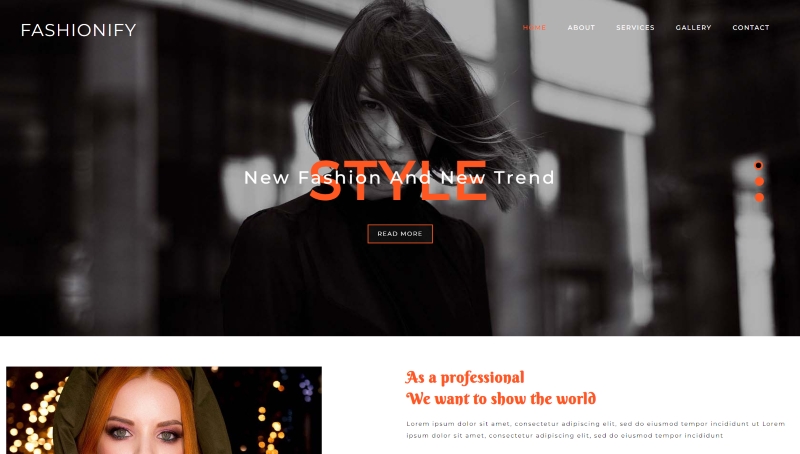 FASHIONIFY
HOME ABOUT SERVICES GALLERY CONTACT
STYLE
New Fashion And New Trend
READ MORE
As a professional
We want to show the world
Lorem ipsum dolor sit amet, consectetur adipiscing elit, sed do eiusmod tempor incididunt ut Lorem
ipsum dolor sit amet, consectetur adipiscing elit, sed do eiusmod tempor incididunt